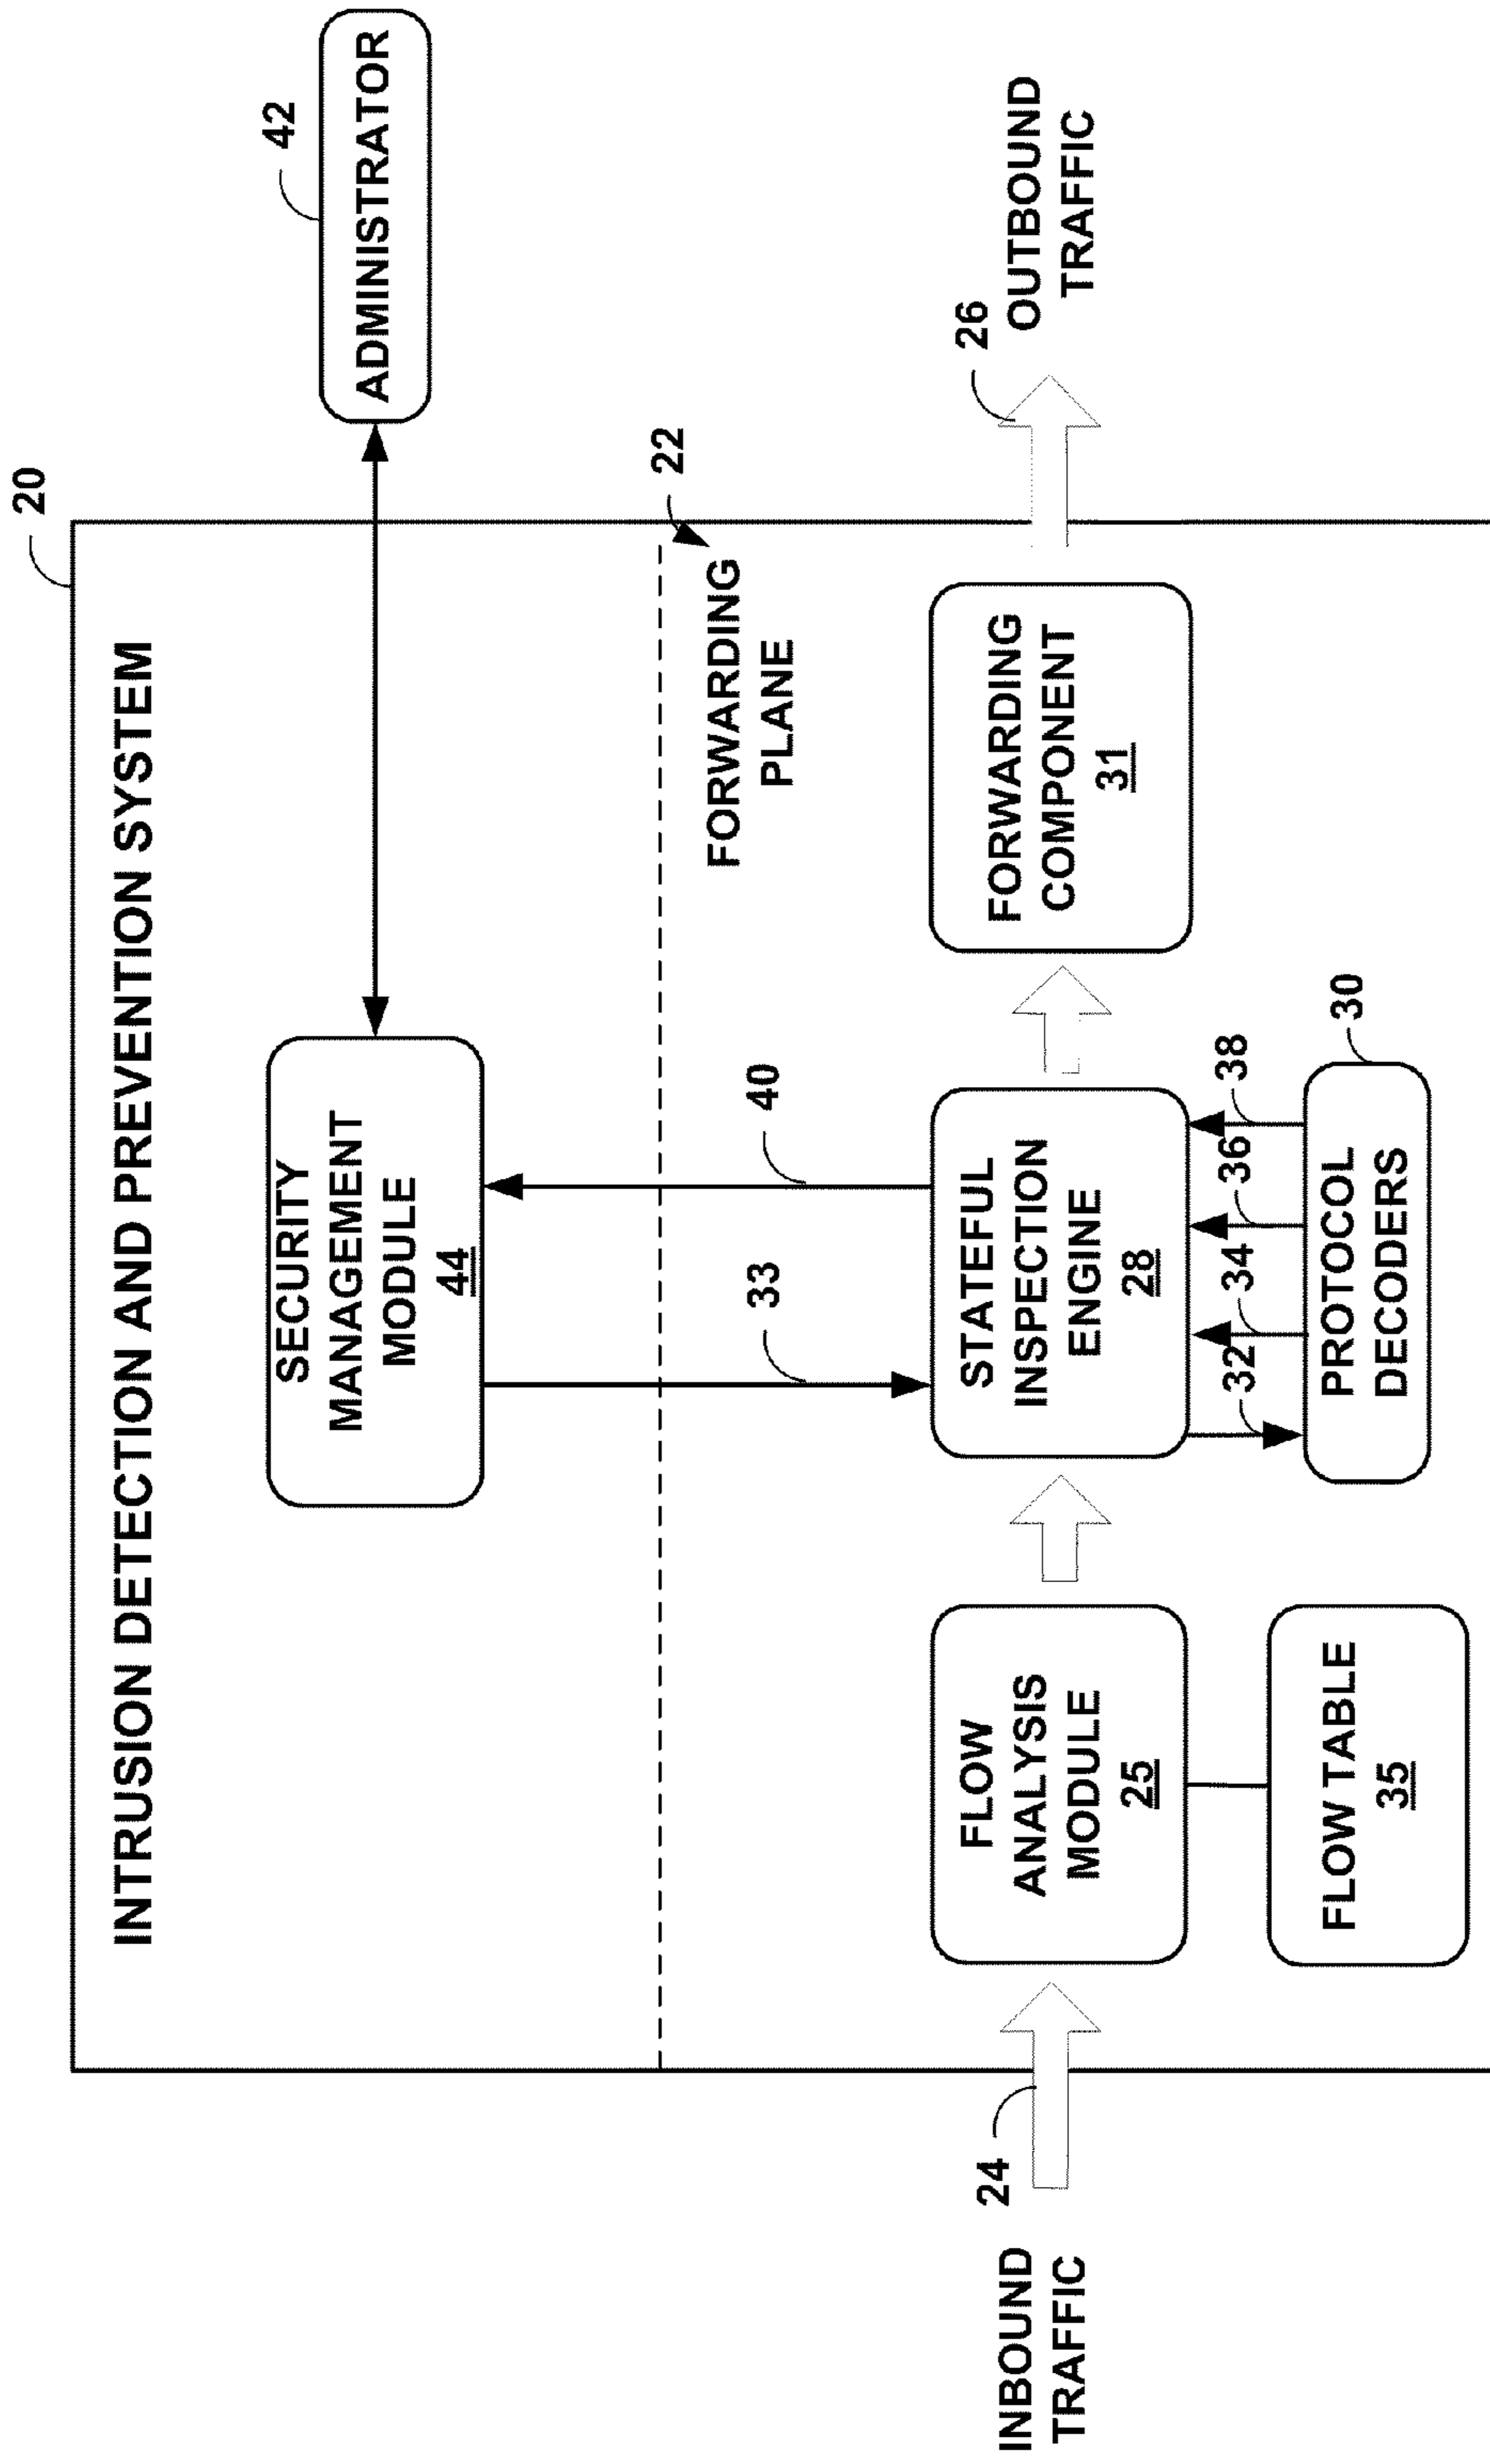 20
INTRUSION DETECTION AND PREVENTION SYSTEM
42
ADMINISTRATOR
SECURITY
MANAGEMENT
MODULE
44
22
FORWARDING
PLANE
33
40
INBOUND
TRAFFIC
24
FLOW
ANALYSIS
MODULE
25
STATEFUL
INSPECTION
ENGINE
28
FORWARDING
COMPONENT
31
26
OUTBOUND
TRAFFIC
32
34
36
38
FLOW TABLE
35
PROTOCOL
DECODERS
30